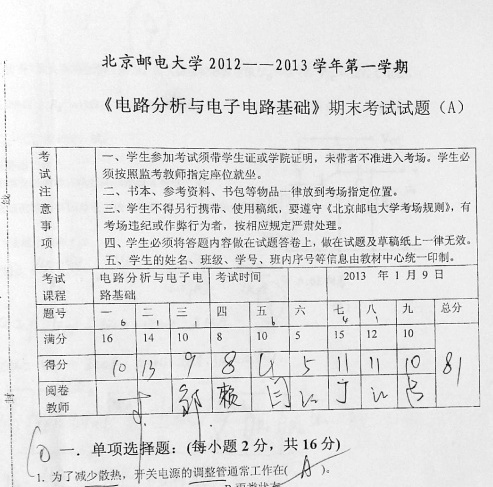 北京邮电大学 2012——2013 学年第一学期
《电路分析与电子电路基础》期末考试试题（A）
考试注意事项
一、学生参加考试须带学生证或学院证明，未带者不准进入考场。学生必
须按照监考教师指定座位就坐。
二、书本、参考资料、书包等物品一律放到考场指定位置。
三、学生不得另行携带、使用稿纸，要遵守《北京邮电大学考场规则》，有
考场违纪或作弊行为者，按相应规定严肃处理。
四、学生必须将答题内容做在试题答卷上，做在试题及草稿纸上一律无效。
五、学生的姓名、班级、学号、班内序号等信息由教材中心统一印制。
考试 电路分析与电子电 考试时间 2013 年 1 月 9 日
课程 路基础
题号 一 二 三 四 五 六 七 八 九 总分
6 1 1 6 4 1
满分 16 14 10 8 10 5 15 12 10
得分 10 13 9 8 4 5 11 11 10 81
阅卷
教师
一．单项选择题：(每小题 2 分，共 16 分)
1. 为了减少散热，开关电源的调整管通常工作在( A )。